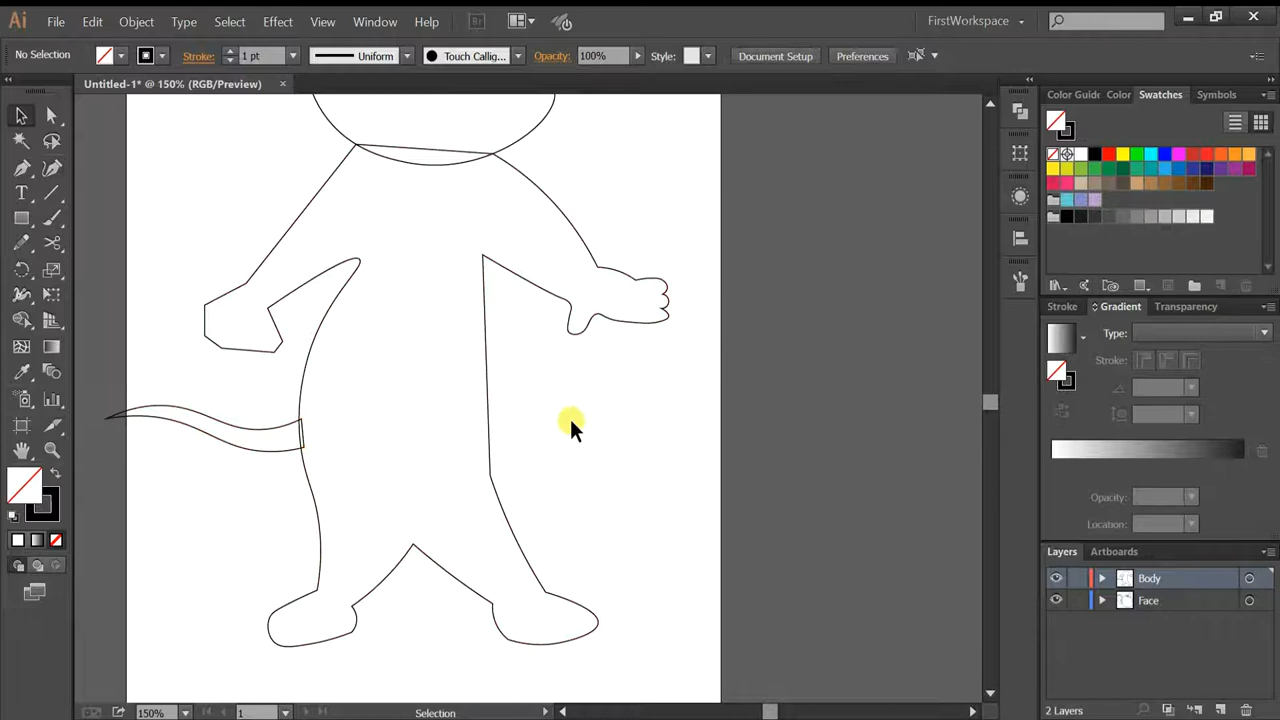 Ai File Edit Object Type Select Effect View Window Help Br FirstWorkspace
No Selection Stroke: 1 pt Uniform Touch Callig... Opacity: 100% Style: Document Setup Preferences
Untitled-1* @ 150% (RGB/Preview)
Color Guide Color Swatches Symbols
Stroke Gradient Transparency
Type:
Stroke:
Opacity:
Location:
Layers Artboards
Body
Face
150% 1 Selection 2 Layers